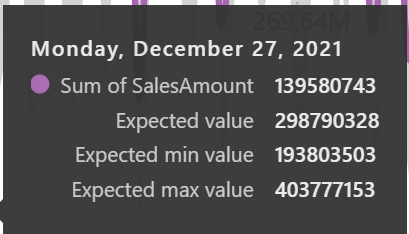 269.64M
Monday, December 27, 2021
Sum of SalesAmount 139580743
Expected value 298790328
Expected min value 193803503
Expected max value 403777153